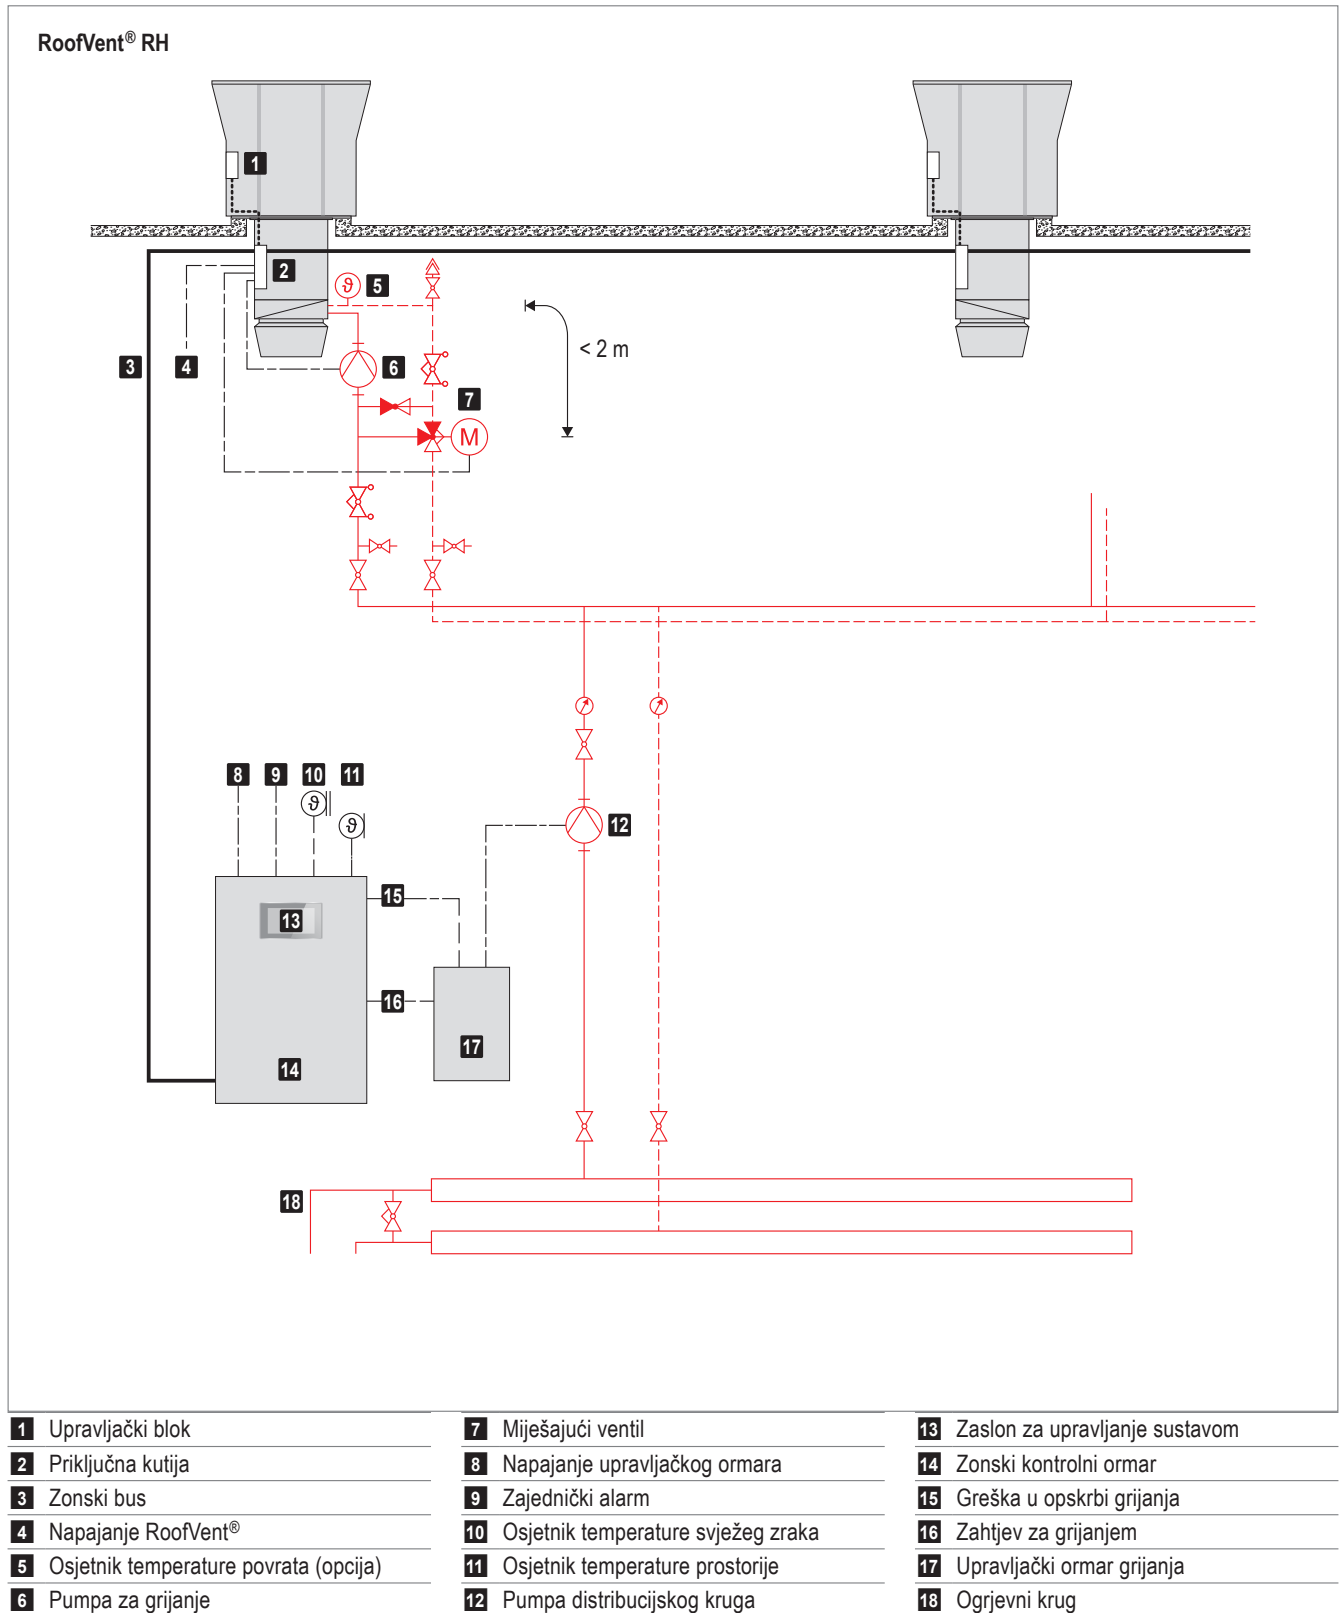 RoofVent® RH
1
2
5
< 2 m
3
4
6
7
M
8
9
10
11
12
15
13
16
17
14
18
1 Upravljački blok
2 Priključna kutija
3 Zonski bus
4 Napajanje RoofVent®
5 Osjetnik temperature povrata (opcija)
6 Pumpa za grijanje
7 Miješajući ventil
8 Napajanje upravljačkog ormara
9 Zajednički alarm
10 Osjetnik temperature svježeg zraka
11 Osjetnik temperature prostorije
12 Pumpa distribucijskog kruga
13 Zaslon za upravljanje sustavom
14 Zonski kontrolni ormar
15 Greška u opskrbi grijanja
16 Zahtjev za grijanjem
17 Upravljački ormar grijanja
18 Ogrjevni krug